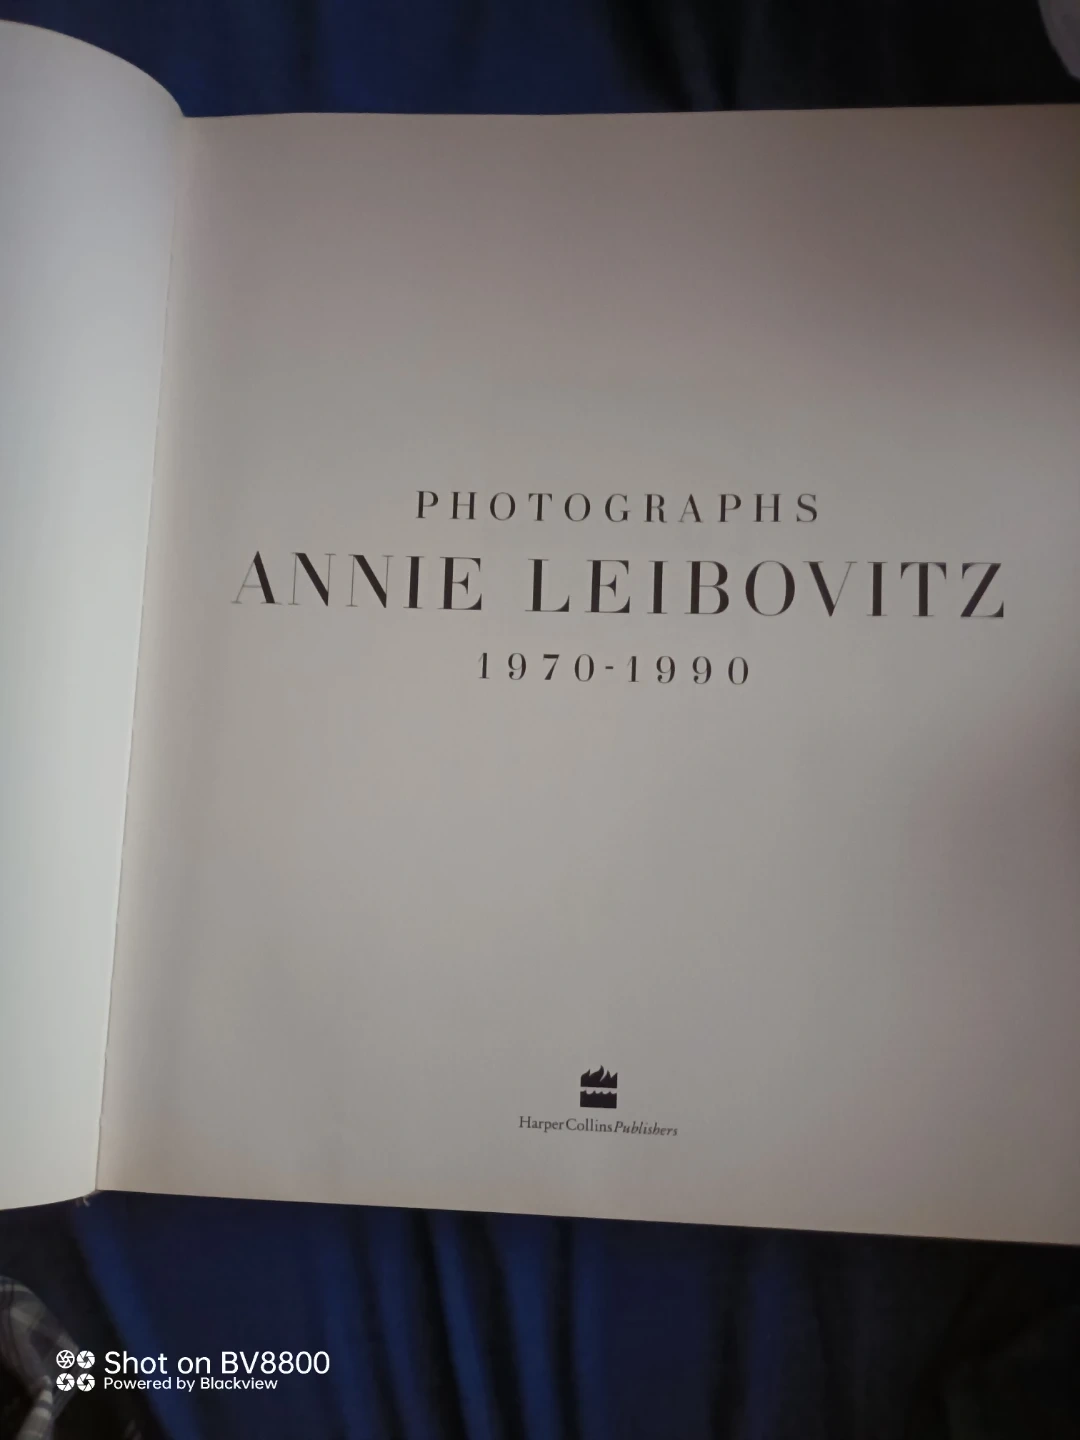 PHOTOGRAPHS
ANNIE LEIBOVITZ
1970-1990
HarperCollinsPublishers
Shot on BV8800
Powered by Blackview